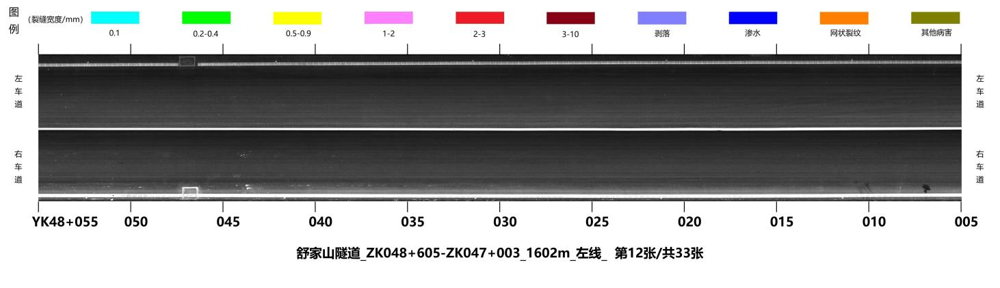 图例
(裂缝宽度/mm)
0.1 0.2-0.4 0.5-0.9 1-2 2-3 3-10 剥落 渗水 网状裂纹 其他病害
左车道 左车道
右车道 右车道
YK48+055 050 045 040 035 030 025 020 015 010 005
舒家山隧道_ZK048+605-ZK047+003_1602m_左线_ 第12张/共33张